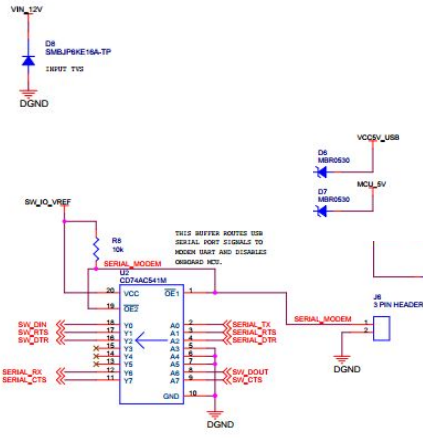 VIN_12V
D8
SMBJP6KE16A-TP
INPUT TVS
DGND
VCC5V_USB
D6
MBR0530
MCU_5V
D7
MBR0530
SW_IO_VREF
R8
10k
THIS BUFFER ROUTES USB
SERIAL PORT SIGNALS TO
MODEM UART AND DISABLES
ONBOARD MCU.
SERIAL_MODEM
U2
CD74AC541M
20 VCC OE1 1
19 OE2
J6
3 PIN HEADER
SERIAL_MODEM
1
2
SW_DIN 18 Y0 A0 2 SERIAL_TX
SW_RTS 17 Y1 A1 3 SERIAL_RTS
SW_DTR 16 Y2 A2 4 SERIAL_DTR
15 Y3 A3 5
14 Y4 A4 6
13 Y5 A5 7
SERIAL_RX 12 Y6 A6 8 SW_DOUT
SERIAL_CTS 11 Y7 A7 9 SW_CTS
GND 10
DGND
DGND